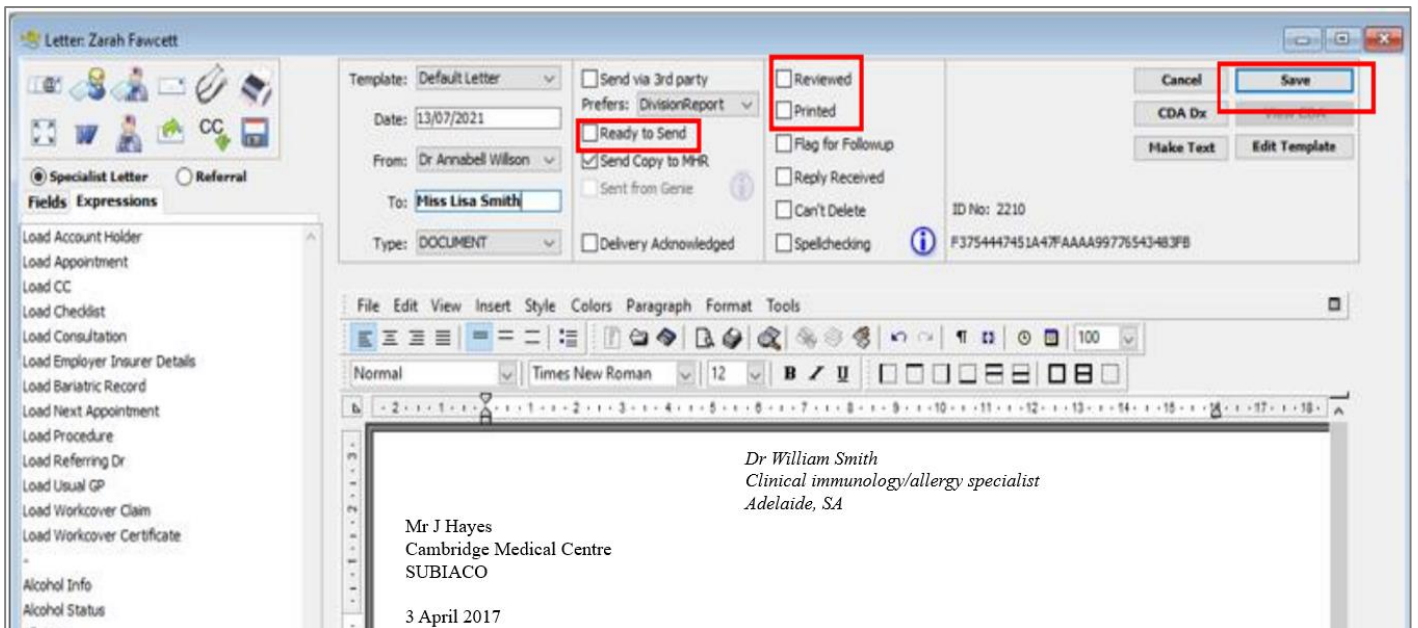 Letter: Zarah Fawcett
CC
Specialist Letter Referral
Fields Expressions
Load Account Holder
Load Appointment
Load CC
Load Checklist
Load Consultation
Load Employer Insurer Details
Load Bariatric Record
Load Next Appointment
Load Procedure
Load Referring Dr
Load Usual GP
Load Workcover Claim
Load Workcover Certificate
-
Alcohol Info
Alcohol Status
Template: Default Letter
Date: 13/07/2021
From: Dr Annabell Wilson
To: Miss Lisa Smith
Type: DOCUMENT
Send via 3rd party
Prefers: DivisionReport
Ready to Send
Send Copy to MHR
Sent from Genie
Delivery Acknowledged
Reviewed
Printed
Flag for Followup
Reply Received
Can't Delete
Spellchecking
ID No: 2210
Cancel Save
CDA Dx View CDA
Make Text Edit Template
File Edit View Insert Style Colors Paragraph Format Tools
100
Normal Times New Roman 12 B I U
Dr William Smith
Clinical immunology/allergy specialist
Adelaide, SA
Mr J Hayes
Cambridge Medical Centre
SUBIACO
3 April 2017